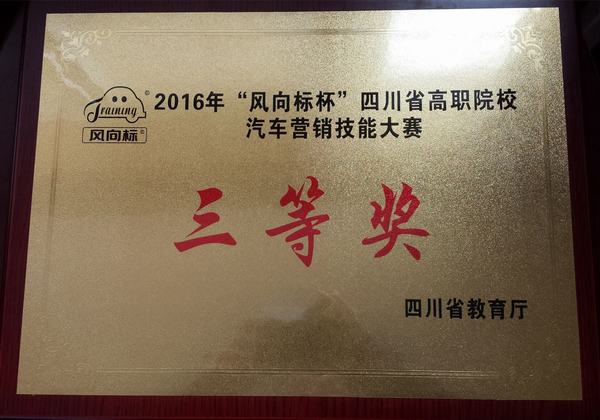 Training©
风向标®
2016年“风向标杯”四川省高职院校
汽车营销技能大赛
三等奖
四川省教育厅